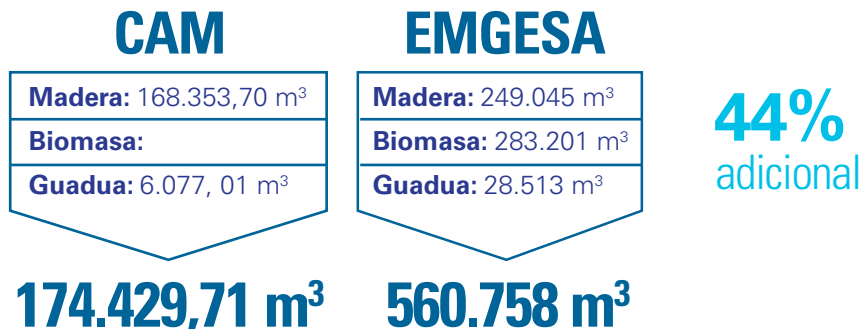 CAM
Madera: 168.353,70 m³
Biomasa:
Guadua: 6.077, 01 m³
174.429,71 m³
EMGESA
Madera: 249.045 m³
Biomasa: 283.201 m³
Guadua: 28.513 m³
560.758 m³
44%
adicional